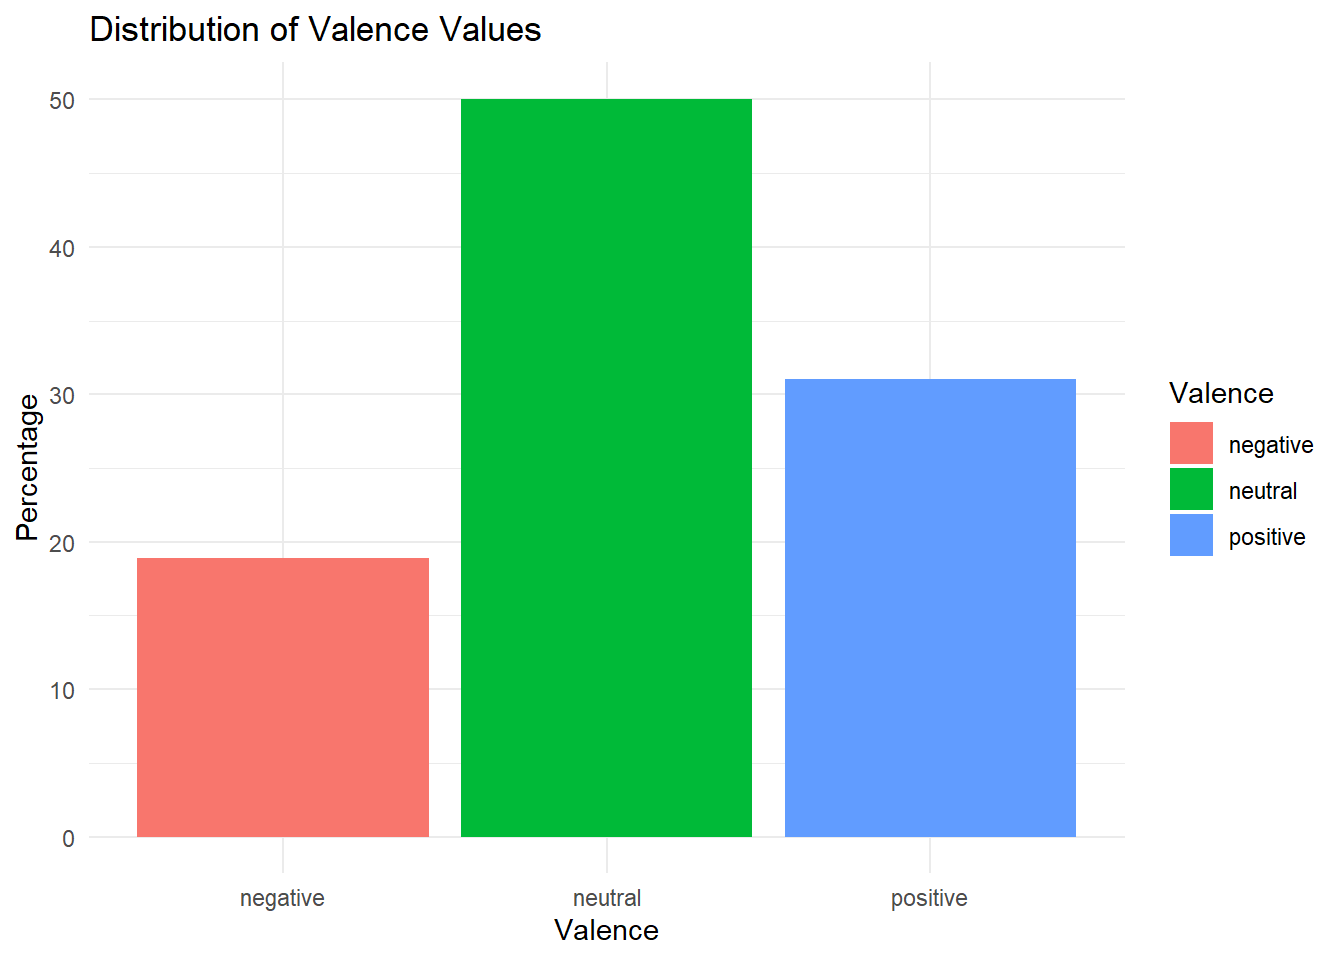 Distribution of Valence Values
Percentage
50
40
30
20
10
0
negative
neutral
positive
Valence
Valence
negative
neutral
positive